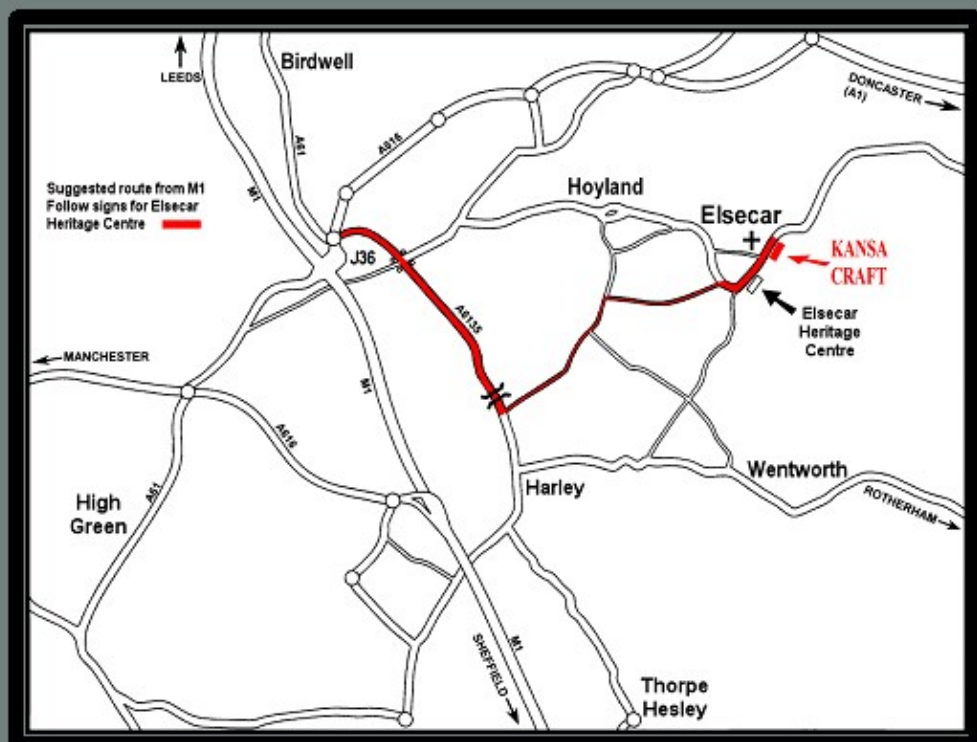 LEEDS
Birdwell
A61
M1
A616
DONCASTER
(A1)
Suggested route from M1
Follow signs for Elsecar
Heritage Centre
Hoyland
Elsecar
J36
KANSA
CRAFT
A6135
Elsecar
Heritage
Centre
MANCHESTER
M1
A616
Wentworth
Harley
High
Green
A61
ROTHERHAM
M1
SHEFFIELD
Thorpe
Hesley